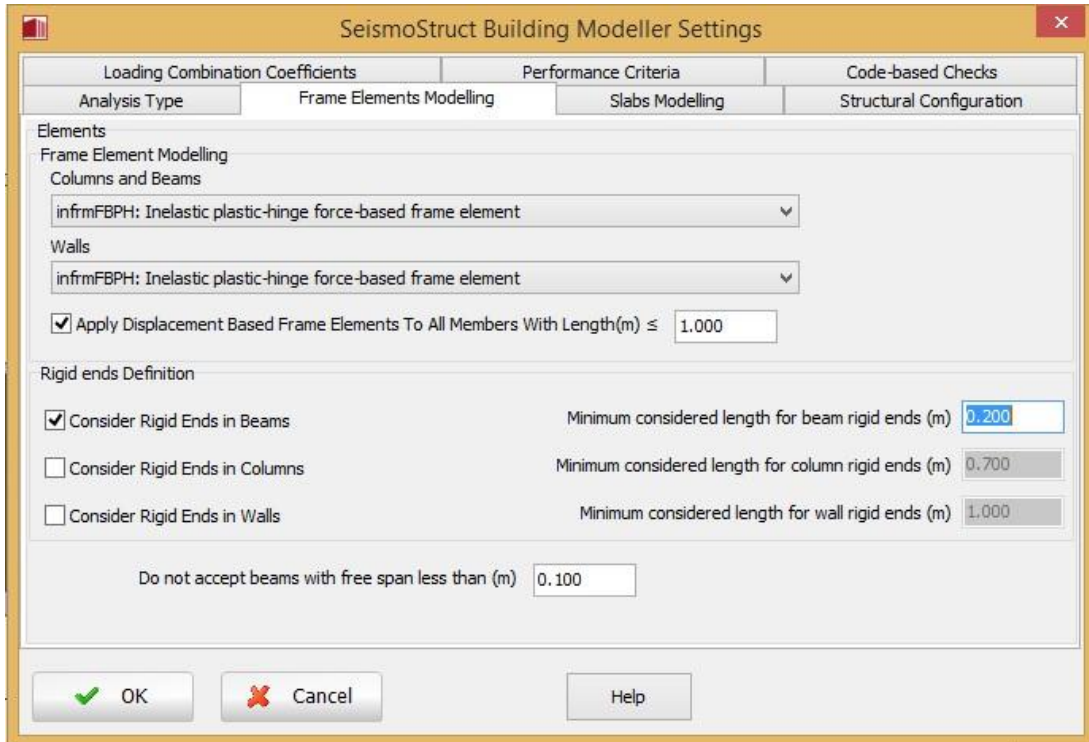 SeismoStruct Building Modeller Settings
Loading Combination Coefficients Performance Criteria Code-based Checks
Analysis Type Frame Elements Modelling Slabs Modelling Structural Configuration
Elements
Frame Element Modelling
Columns and Beams
infrmFBPH: Inelastic plastic-hinge force-based frame element
Walls
infrmFBPH: Inelastic plastic-hinge force-based frame element
Apply Displacement Based Frame Elements To All Members With Length(m) ≤ 1.000
Rigid ends Definition
Consider Rigid Ends in Beams Minimum considered length for beam rigid ends (m) 0.200
Consider Rigid Ends in Columns Minimum considered length for column rigid ends (m) 0.700
Consider Rigid Ends in Walls Minimum considered length for wall rigid ends (m) 1.000
Do not accept beams with free span less than (m) 0.100
OK Cancel Help